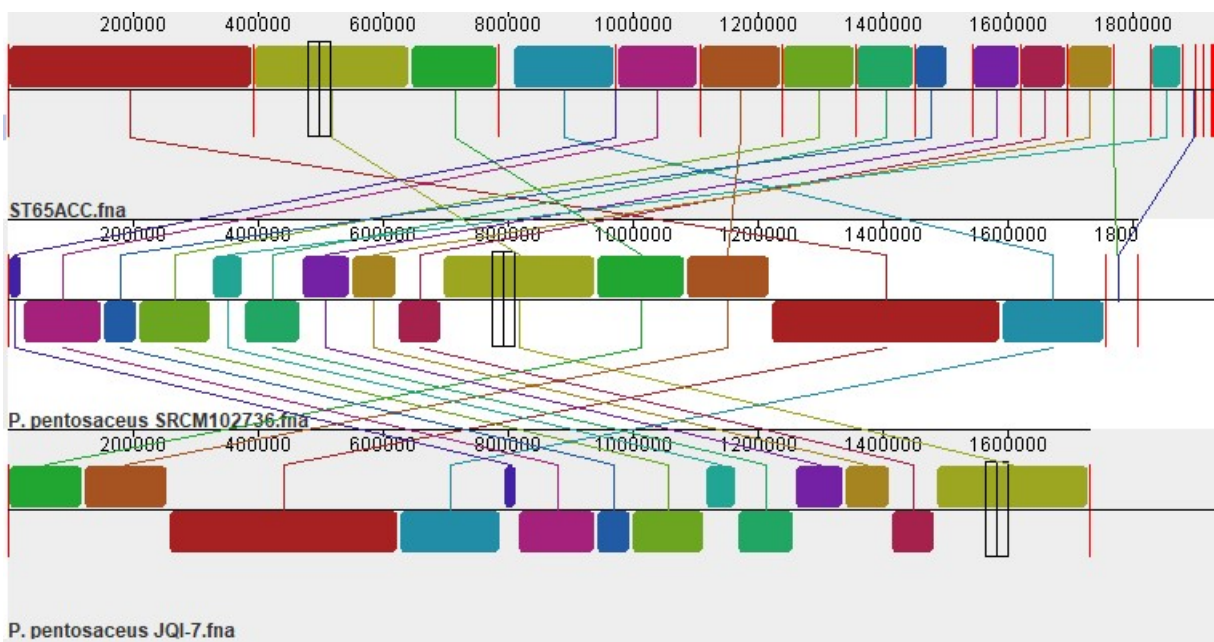 200000 400000 600000 800000 1000000 1200000 1400000 1600000 1800000
ST65ACC.fna
200000 400000 600000 800000 1000000 1200000 1400000 1600000 1800
P. pentosaceus SRCM102736.fna
200000 400000 600000 800000 1000000 1200000 1400000 1600000
P. pentosaceus JQI-7.fna